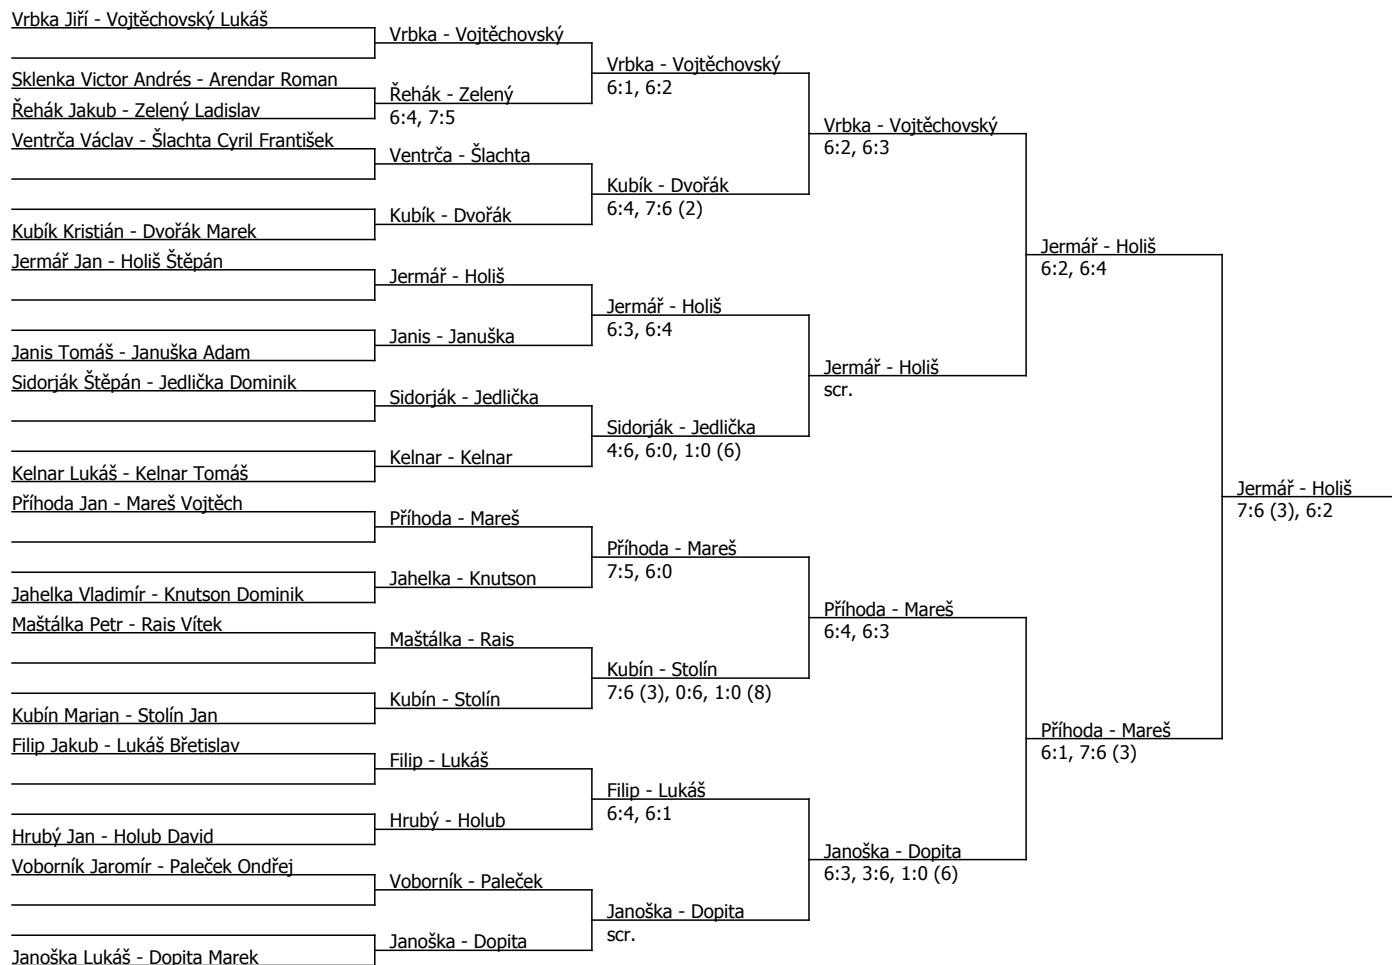 Vrbka Jiří - Vojtěchovský Lukáš
Sklenka Victor Andrés - Arendar Roman
Řehák Jakub - Zelený Ladislav
Ventrča Václav - Šlachta Cyril František
Kubík Kristián - Dvořák Marek
Jermář Jan - Holiš Štěpán
Janis Tomáš - Januška Adam
Sidorják Štěpán - Jedlička Dominik
Kelnar Lukáš - Kelnar Tomáš
Příhoda Jan - Mareš Vojtěch
Jahelka Vladimír - Knutson Dominik
Maštálka Petr - Rais Vítek
Kubín Marian - Stolín Jan
Filip Jakub - Lukáš Břetislav
Hrubý Jan - Holub David
Voborník Jaromír - Paleček Ondřej
Janoška Lukáš - Dopita Marek
Vrbka - Vojtěchovský
Řehák - Zelený
6:4, 7:5
Ventrča - Šlachta
Kubík - Dvořák
Jermář - Holiš
Janis - Januška
Sidorják - Jedlička
Kelnar - Kelnar
Příhoda - Mareš
Jahelka - Knutson
Maštálka - Rais
Kubín - Stolín
Filip - Lukáš
Hrubý - Holub
Voborník - Paleček
Janoška - Dopita
Vrbka - Vojtěchovský
6:1, 6:2
Kubík - Dvořák
6:4, 7:6 (2)
Jermář - Holiš
6:3, 6:4
Sidorják - Jedlička
4:6, 6:0, 1:0 (6)
Příhoda - Mareš
7:5, 6:0
Kubín - Stolín
7:6 (3), 0:6, 1:0 (8)
Filip - Lukáš
6:4, 6:1
Janoška - Dopita
scr.
Vrbka - Vojtěchovský
6:2, 6:3
Jermář - Holiš
scr.
Příhoda - Mareš
6:4, 6:3
Janoška - Dopita
6:3, 3:6, 1:0 (6)
Jermář - Holiš
6:2, 6:4
Příhoda - Mareš
6:1, 7:6 (3)
Jermář - Holiš
7:6 (3), 6:2